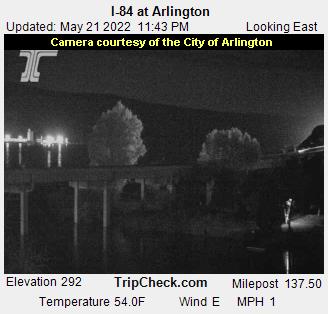 I-84 at Arlington
Updated: May 21 2022 11:43 PM Looking East
Camera courtesy of the City of Arlington
Elevation 292 TripCheck.com Milepost 137.50
Temperature 54.0F Wind E MPH 1